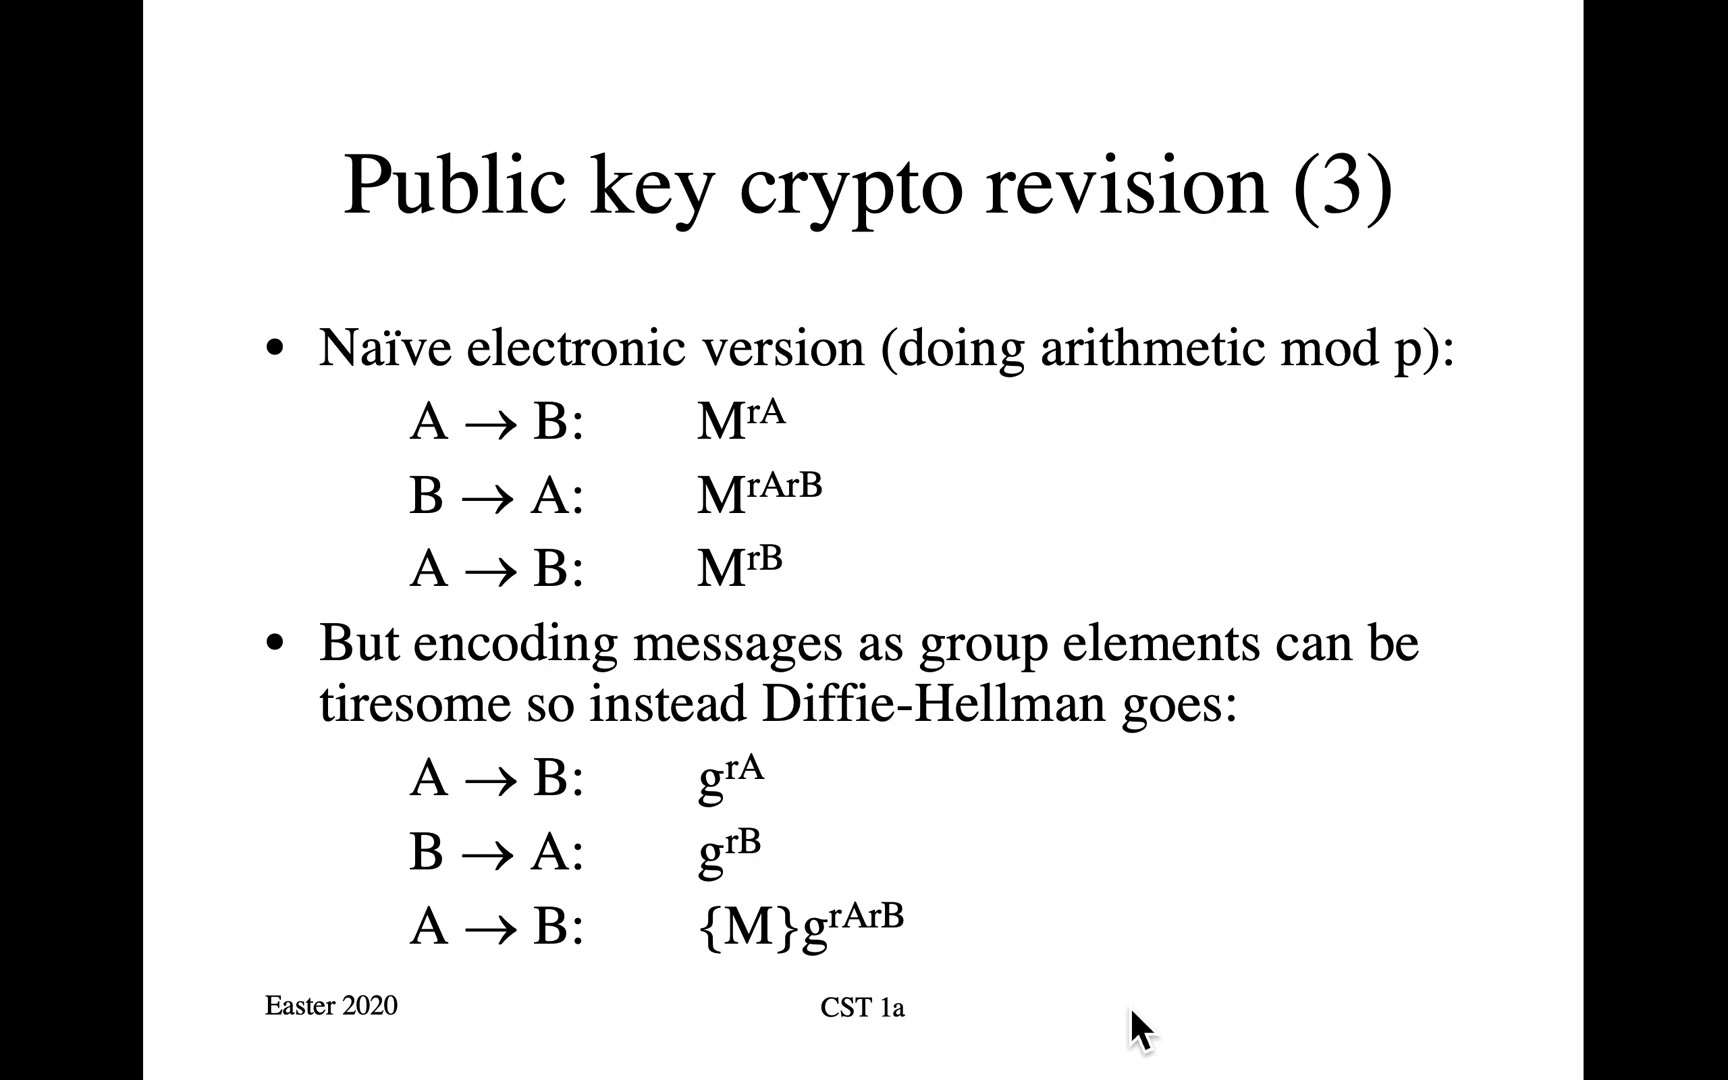 Public key crypto revision (3)
• Naïve electronic version (doing arithmetic mod p):
A → B: M^rA
B → A: M^rArB
A → B: M^rB
• But encoding messages as group elements can be
tiresome so instead Diffie-Hellman goes:
A → B: g^rA
B → A: g^rB
A → B: {M}g^rArB
Easter 2020 CST 1a